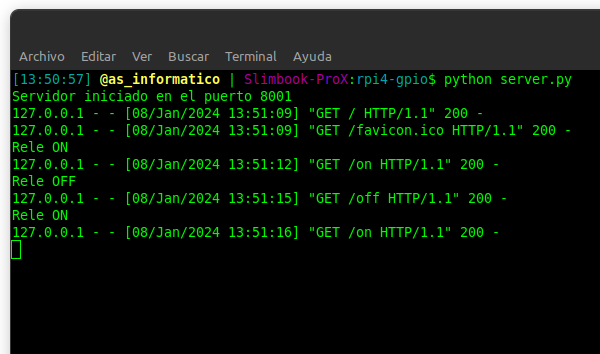 Archivo Editar Ver Buscar Terminal Ayuda
[13:50:57] @as_informatico | Slimbook-ProX:rpi4-gpio$ python server.py
Servidor iniciado en el puerto 8001
127.0.0.1 - - [08/Jan/2024 13:51:09] "GET / HTTP/1.1" 200 -
127.0.0.1 - - [08/Jan/2024 13:51:09] "GET /favicon.ico HTTP/1.1" 200 -
Rele ON
127.0.0.1 - - [08/Jan/2024 13:51:12] "GET /on HTTP/1.1" 200 -
Rele OFF
127.0.0.1 - - [08/Jan/2024 13:51:15] "GET /off HTTP/1.1" 200 -
Rele ON
127.0.0.1 - - [08/Jan/2024 13:51:16] "GET /on HTTP/1.1" 200 -